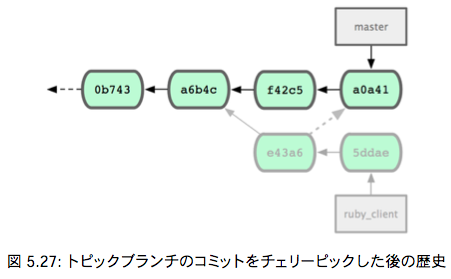 master
0b743
a6b4c
f42c5
a0a41
e43a6
5ddae
ruby_client
図 5.27: トピックブランチのコミットをチェリーピックした後の歴史